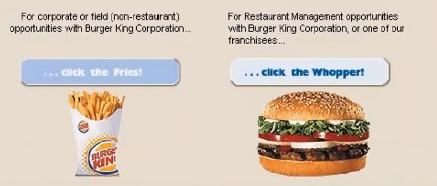 For corporate or field (non-restaurant)
opportunities with Burger King Corporation...
...click the Fries!
BURGER
KING
For Restaurant Management opportunities
with Burger King Corporation, or one of our
franchisees...
...click the Whopper!